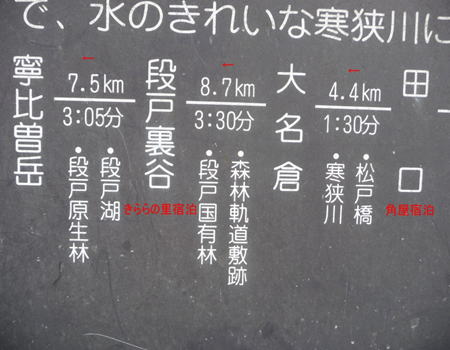 で、水のきれいな寒狭川に
寧比曽岳
←
7.5km
3:05分
・段戸湖
・段戸原生林
段戸裏谷
きららの里宿泊
←
8.7km
3:30分
・森林軌道敷跡
・段戸国有林
大名倉
←
4.4km
1:30分
・松戸橋
・寒狭川
田口
角屋宿泊